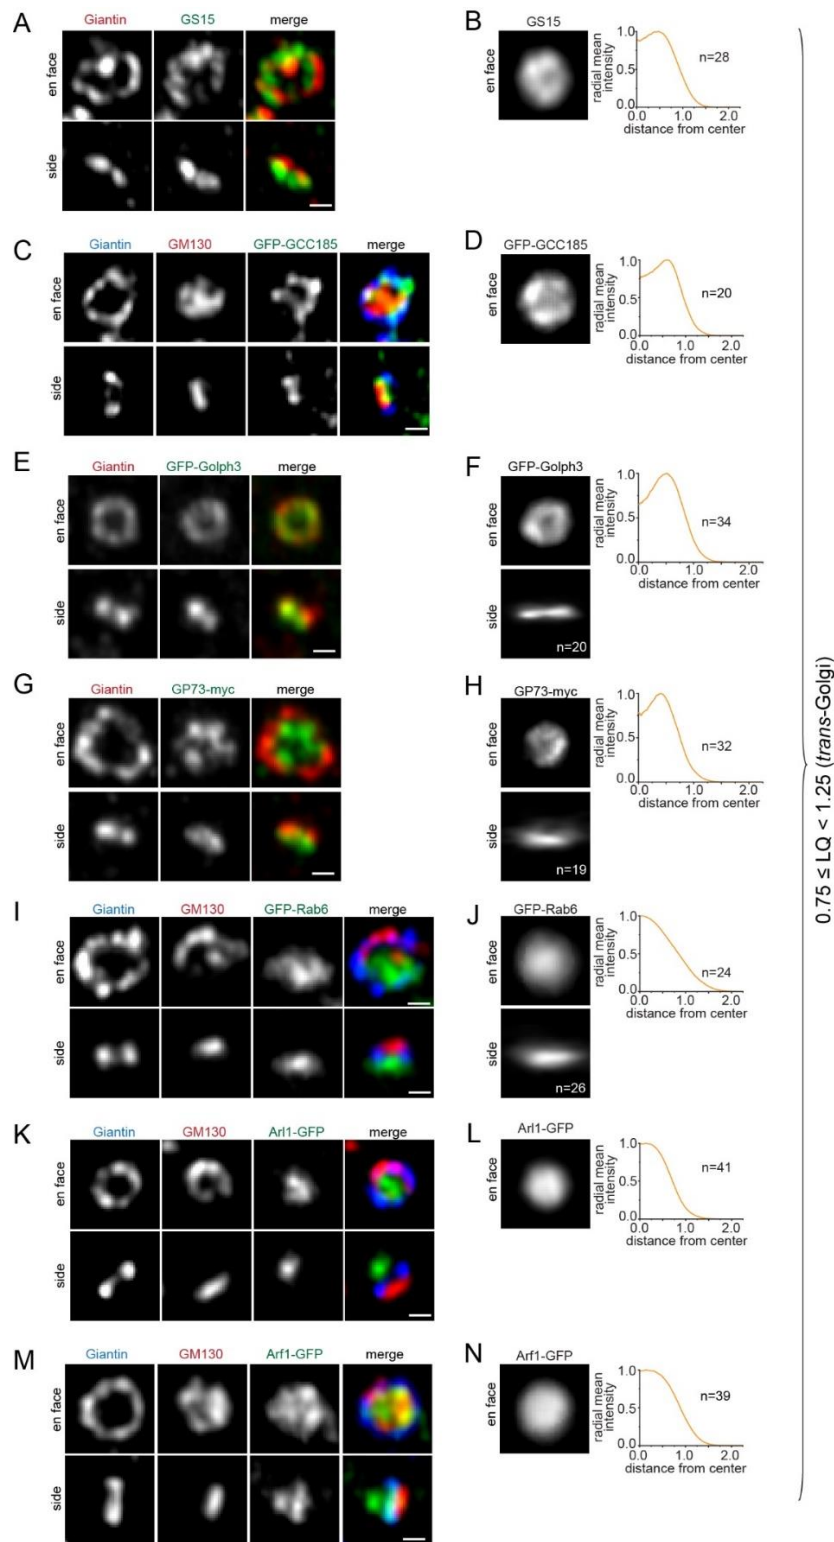 A
Giantin GS15 merge
en face
side
B
GS15
en face
radial mean
intensity
1.0
0.5
0.0
n=28
0.0 1.0 2.0
distance from center
C
Giantin GM130 GFP-GCC185 merge
en face
side
D
GFP-GCC185
en face
radial mean
intensity
1.0
0.5
0.0
n=20
0.0 1.0 2.0
distance from center
E
Giantin GFP-Golph3 merge
en face
side
F
GFP-Golph3
en face
radial mean
intensity
1.0
0.5
0.0
n=34
0.0 1.0 2.0
distance from center
side
n=20
G
Giantin GP73-myc merge
en face
side
H
GP73-myc
en face
radial mean
intensity
1.0
0.5
0.0
n=32
0.0 1.0 2.0
distance from center
side
n=19
I
Giantin GM130 GFP-Rab6 merge
en face
side
J
GFP-Rab6
en face
radial mean
intensity
1.0
0.5
0.0
n=24
0.0 1.0 2.0
distance from center
side
n=26
K
Giantin GM130 Arl1-GFP merge
en face
side
L
Arl1-GFP
en face
radial mean
intensity
1.0
0.5
0.0
n=41
0.0 1.0 2.0
distance from center
M
Giantin GM130 Arf1-GFP merge
en face
side
N
Arf1-GFP
en face
radial mean
intensity
1.0
0.5
0.0
n=39
0.0 1.0 2.0
distance from center
0.75 ≤ LQ < 1.25 (trans-Golgi)